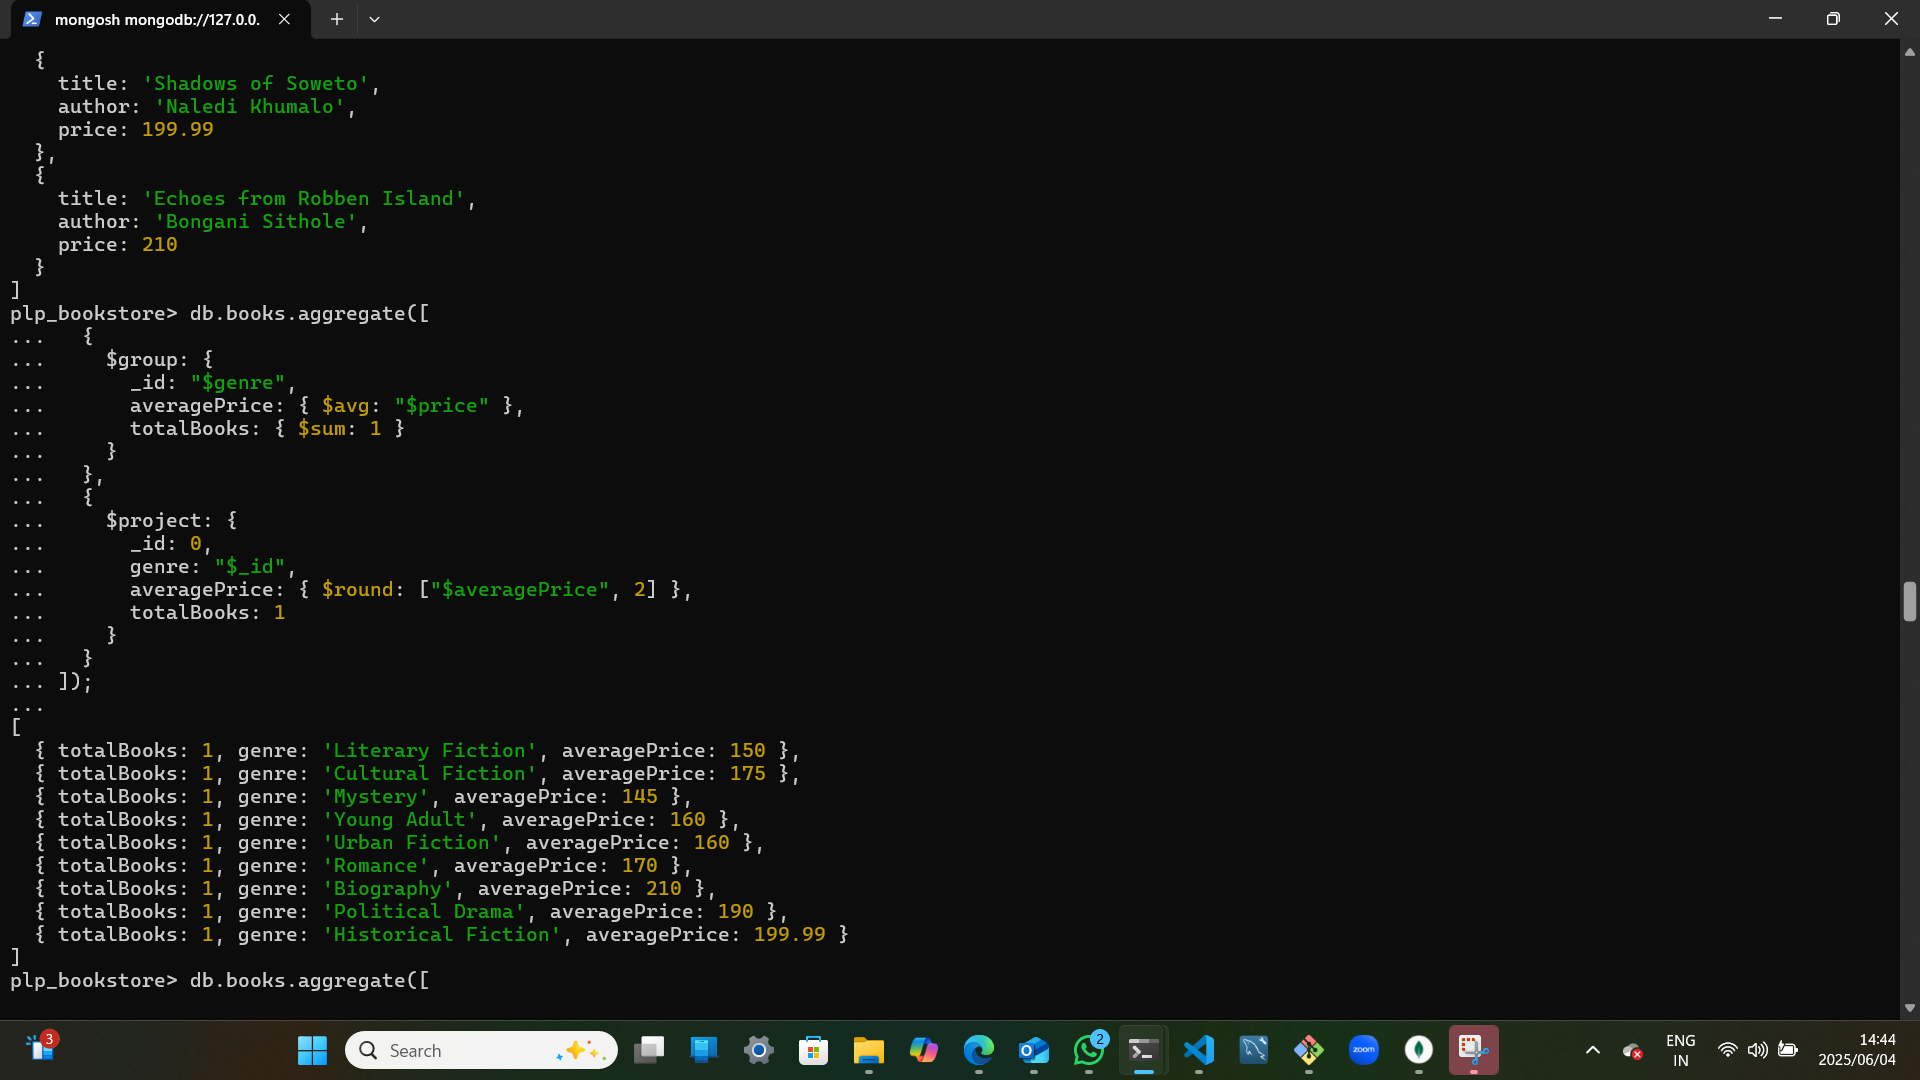 mongosh mongodb://127.0.0.
{
title: 'Shadows of Soweto',
author: 'Naledi Khumalo',
price: 199.99
},
{
title: 'Echoes from Robben Island',
author: 'Bongani Sithole',
price: 210
}
]
plp_bookstore> db.books.aggregate([
...   {
...     $group: {
...       _id: "$genre",
...       averagePrice: { $avg: "$price" },
...       totalBooks: { $sum: 1 }
...     }
...   },
...   {
...     $project: {
...       _id: 0,
...       genre: "$_id",
...       averagePrice: { $round: ["$averagePrice", 2] },
...       totalBooks: 1
...     }
...   }
... ]);
...
[
{ totalBooks: 1, genre: 'Literary Fiction', averagePrice: 150 },
{ totalBooks: 1, genre: 'Cultural Fiction', averagePrice: 175 },
{ totalBooks: 1, genre: 'Mystery', averagePrice: 145 },
{ totalBooks: 1, genre: 'Young Adult', averagePrice: 160 },
{ totalBooks: 1, genre: 'Urban Fiction', averagePrice: 160 },
{ totalBooks: 1, genre: 'Romance', averagePrice: 170 },
{ totalBooks: 1, genre: 'Biography', averagePrice: 210 },
{ totalBooks: 1, genre: 'Political Drama', averagePrice: 190 },
{ totalBooks: 1, genre: 'Historical Fiction', averagePrice: 199.99 }
]
plp_bookstore> db.books.aggregate([
3
Search
2
zoom
ENG
IN
14:44
2025/06/04